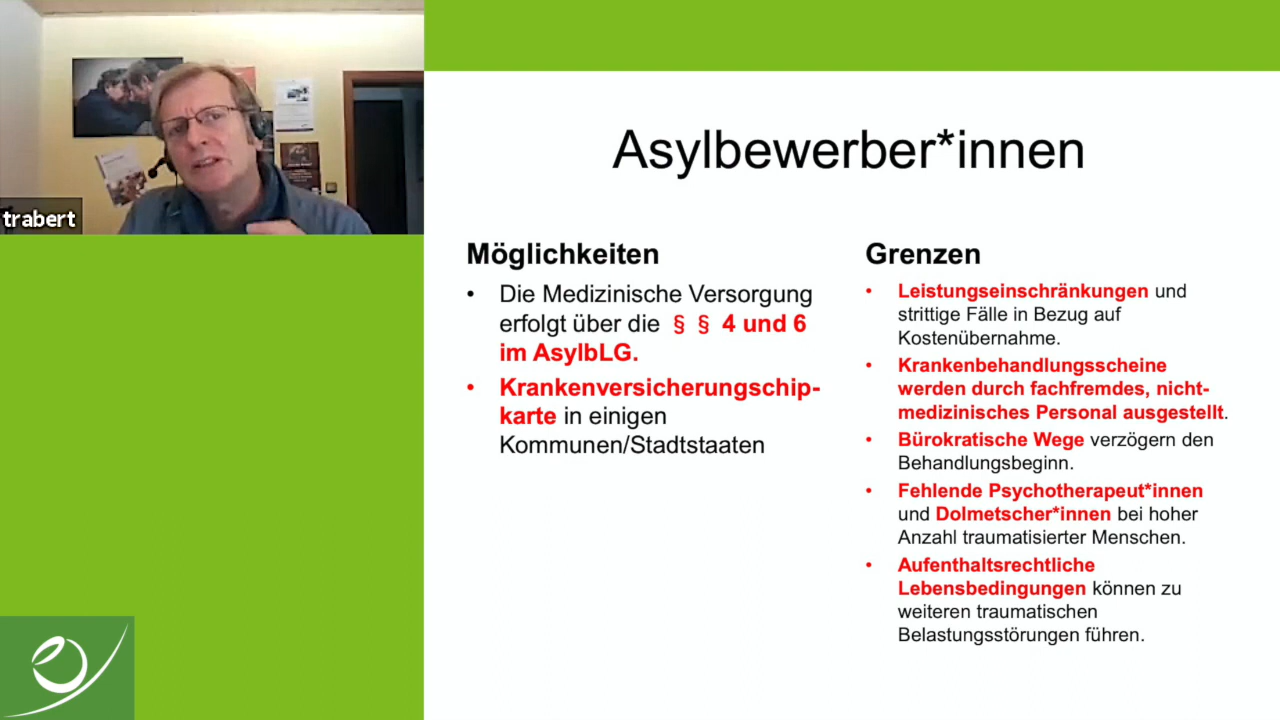 trabert
Asylbewerber*innen
Möglichkeiten
• Die Medizinische Versorgung
erfolgt über die § § 4 und 6
im AsylbLG.
• Krankenversicherungschip-
karte in einigen
Kommunen/Stadtstaaten
Grenzen
• Leistungseinschränkungen und
strittige Fälle in Bezug auf
Kostenübernahme.
• Krankenbehandlungsscheine
werden durch fachfremdes, nicht-
medizinisches Personal ausgestellt.
• Bürokratische Wege verzögern den
Behandlungsbeginn.
• Fehlende Psychotherapeut*innen
und Dolmetscher*innen bei hoher
Anzahl traumatisierter Menschen.
• Aufenthaltsrechtliche
Lebensbedingungen können zu
weiteren traumatischen
Belastungsstörungen führen.